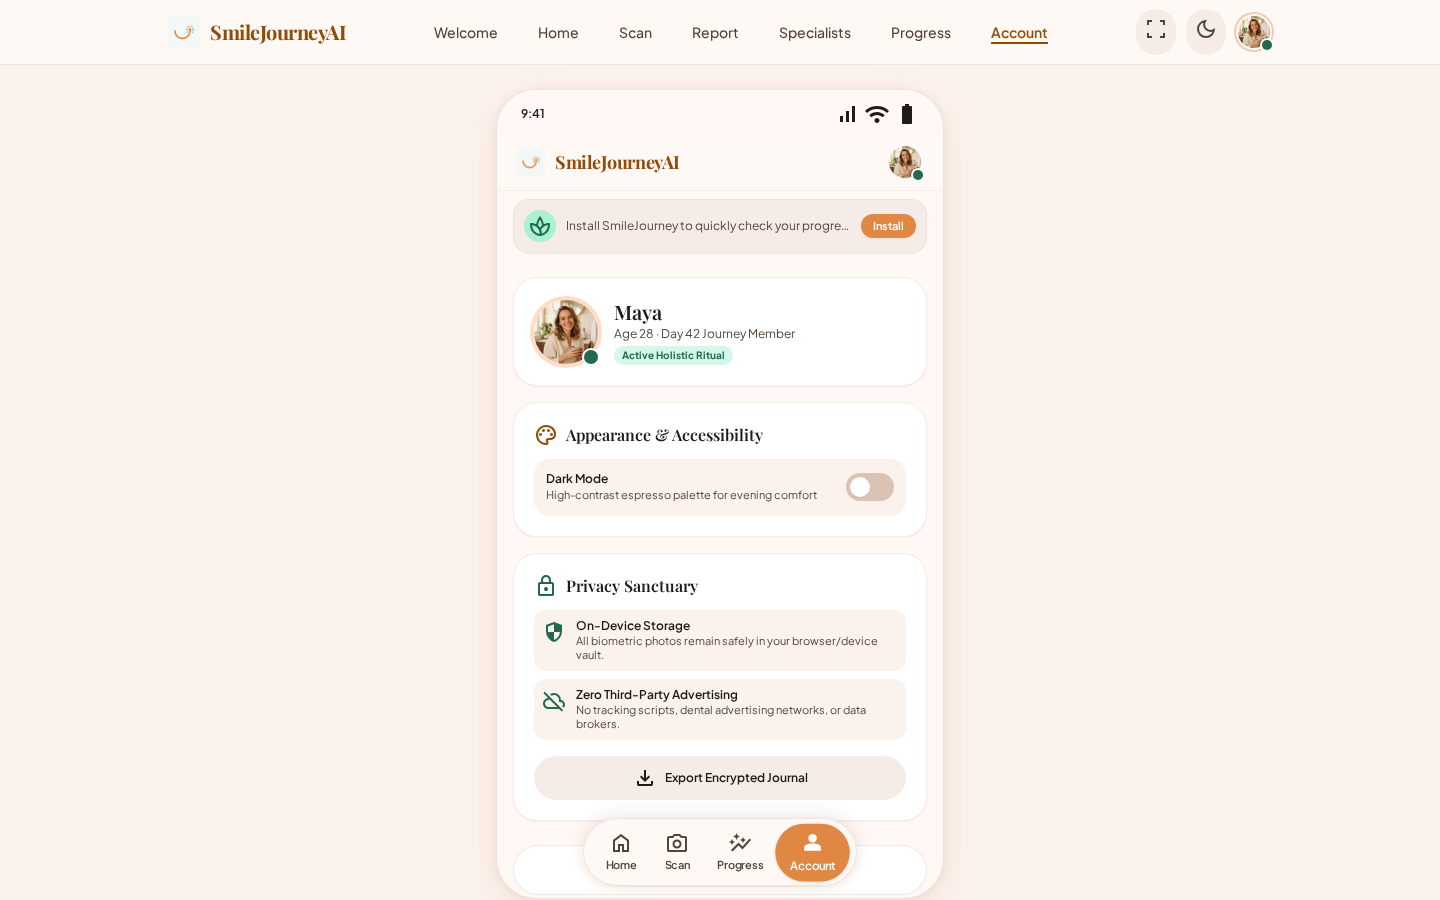 SmileJourneyAI
Welcome
Home
Scan
Report
Specialists
Progress
Account
9:41
SmileJourneyAI
Install SmileJourney to quickly check your progre...
Install
Maya
Age 28 · Day 42 Journey Member
Active Holistic Ritual
Appearance & Accessibility
Dark Mode
High-contrast espresso palette for evening comfort
Privacy Sanctuary
On-Device Storage
All biometric photos remain safely in your browser/device
vault.
Zero Third-Party Advertising
No tracking scripts, dental advertising networks, or data
brokers.
Export Encrypted Journal
Home
Scan
Progress
Account